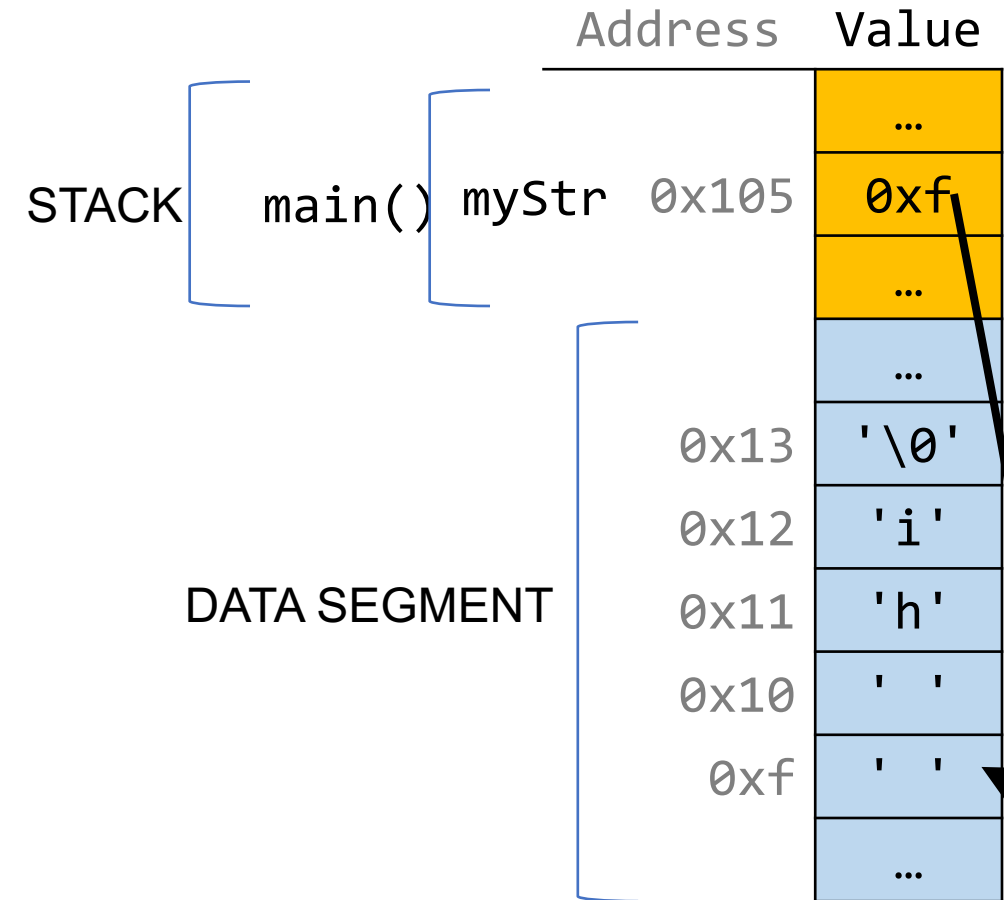 Address Value
…
STACK main() myStr 0x105 0xf
…
…
0x13 '\0'
0x12 'i'
DATA SEGMENT 0x11 'h'
0x10 ' '
0xf ' '
…